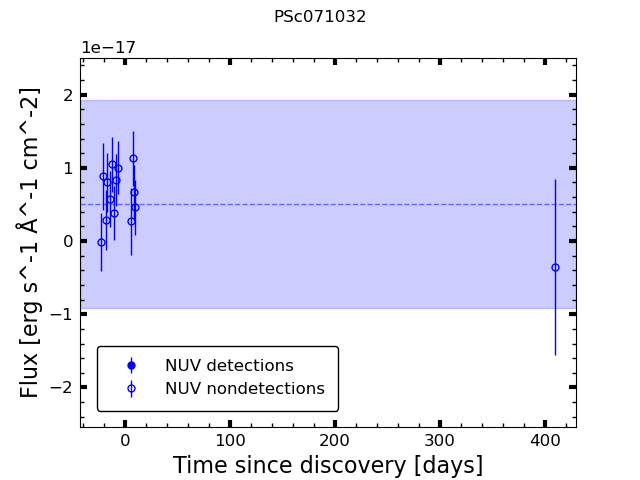 PSc071032
1e−17
2
1
0
−1
−2
Flux [erg s^-1 Å^-1 cm^-2]
NUV detections
NUV nondetections
0 100 200 300 400
Time since discovery [days]